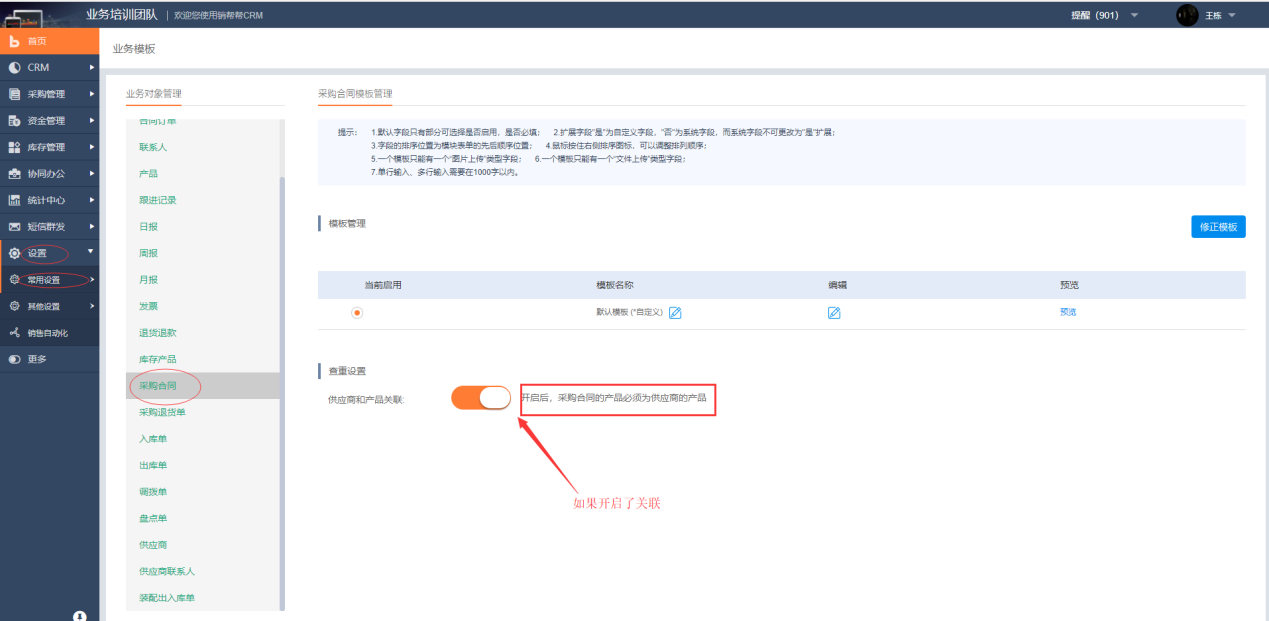 业务培训团队 | 欢迎您使用销帮帮CRM
提醒（901）
王栋
首页
CRM
采购管理
资金管理
库存管理
协同办公
统计中心
短信群发
设置
常用设置
其他设置
销售自动化
更多
业务模板
业务对象管理
合同订单
联系人
产品
跟进记录
日报
周报
月报
发票
退货退款
库存产品
采购合同
采购退货单
入库单
出库单
调拨单
盘点单
供应商
供应商联系人
装配出入库单
采购合同模板管理
提示： 1.默认字段只有部分可选择是否启用，是否必填； 2.扩展字段"是"为自定义字段，"否"为系统字段，而系统字段不可更改为"是"扩展；
3.字段的排序位置为模块表单的先后顺序位置； 4.鼠标按住右侧排序图标，可以调整排列顺序；
5.一个模板只能有一个"图片上传"类型字段； 6.一个模板只能有一个"文件上传"类型字段；
7.单行输入、多行输入需要在1000字以内。
模板管理
修正模板
当前启用 模板名称 编辑 预览
默认模板 (*自定义) 预览
查重设置
供应商和产品关联: 开启后，采购合同的产品必须为供应商的产品
如果开启了关联